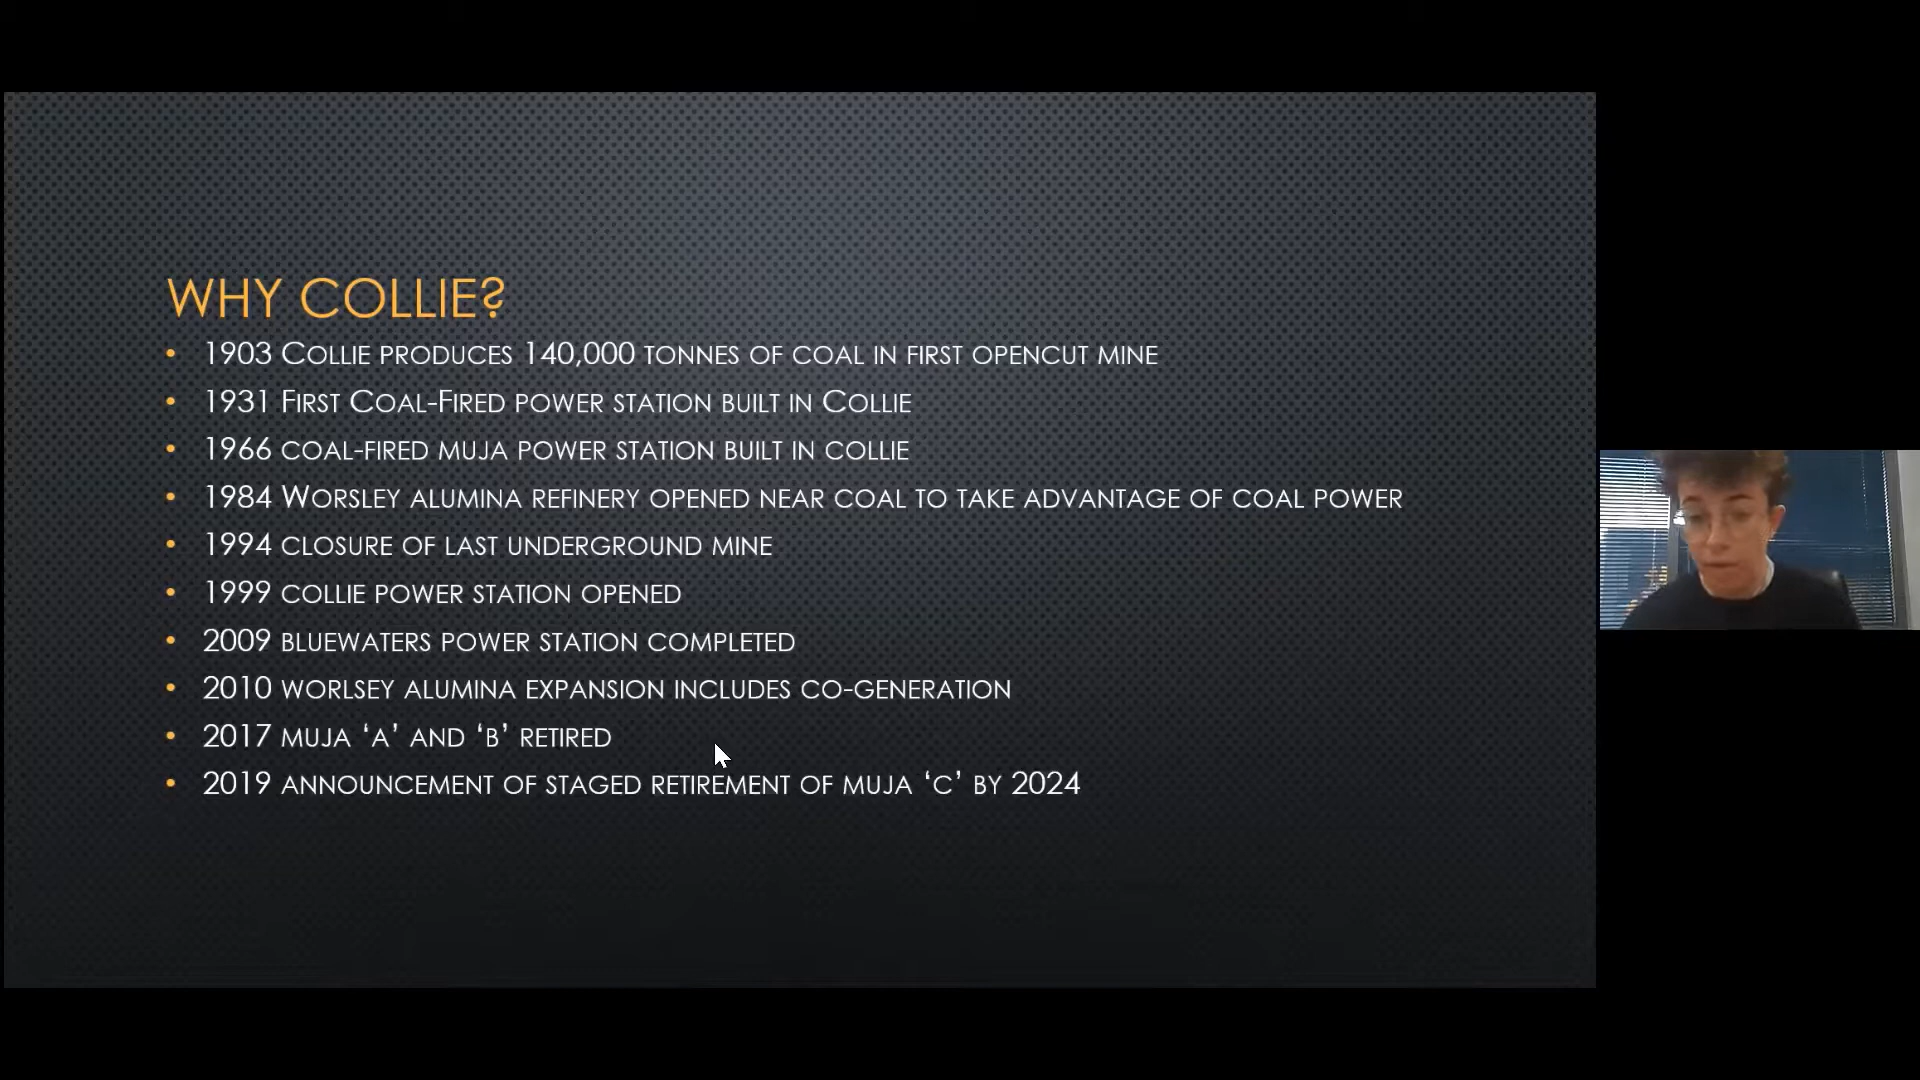 WHY COLLIE?
• 1903 COLLIE PRODUCES 140,000 TONNES OF COAL IN FIRST OPENCUT MINE
• 1931 FIRST COAL-FIRED POWER STATION BUILT IN COLLIE
• 1966 COAL-FIRED MUJA POWER STATION BUILT IN COLLIE
• 1984 WORSLEY ALUMINA REFINERY OPENED NEAR COAL TO TAKE ADVANTAGE OF COAL POWER
• 1994 CLOSURE OF LAST UNDERGROUND MINE
• 1999 COLLIE POWER STATION OPENED
• 2009 BLUEWATERS POWER STATION COMPLETED
• 2010 WORLSEY ALUMINA EXPANSION INCLUDES CO-GENERATION
• 2017 MUJA ‘A’ AND ‘B’ RETIRED
• 2019 ANNOUNCEMENT OF STAGED RETIREMENT OF MUJA ‘C’ BY 2024